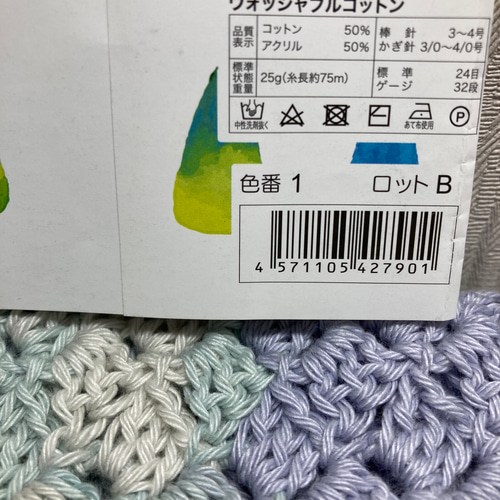 ウォッシャブルコットン
品質表示 コットン 50% アクリル 50%
棒針 3〜4号
かぎ針 3/0〜4/0号
標準状態重量 25g(糸長約75m)
標準ゲージ 24目 32段
中性洗剤抜く
あて布使用
P
色番 1 ロット B
4 571105 427901